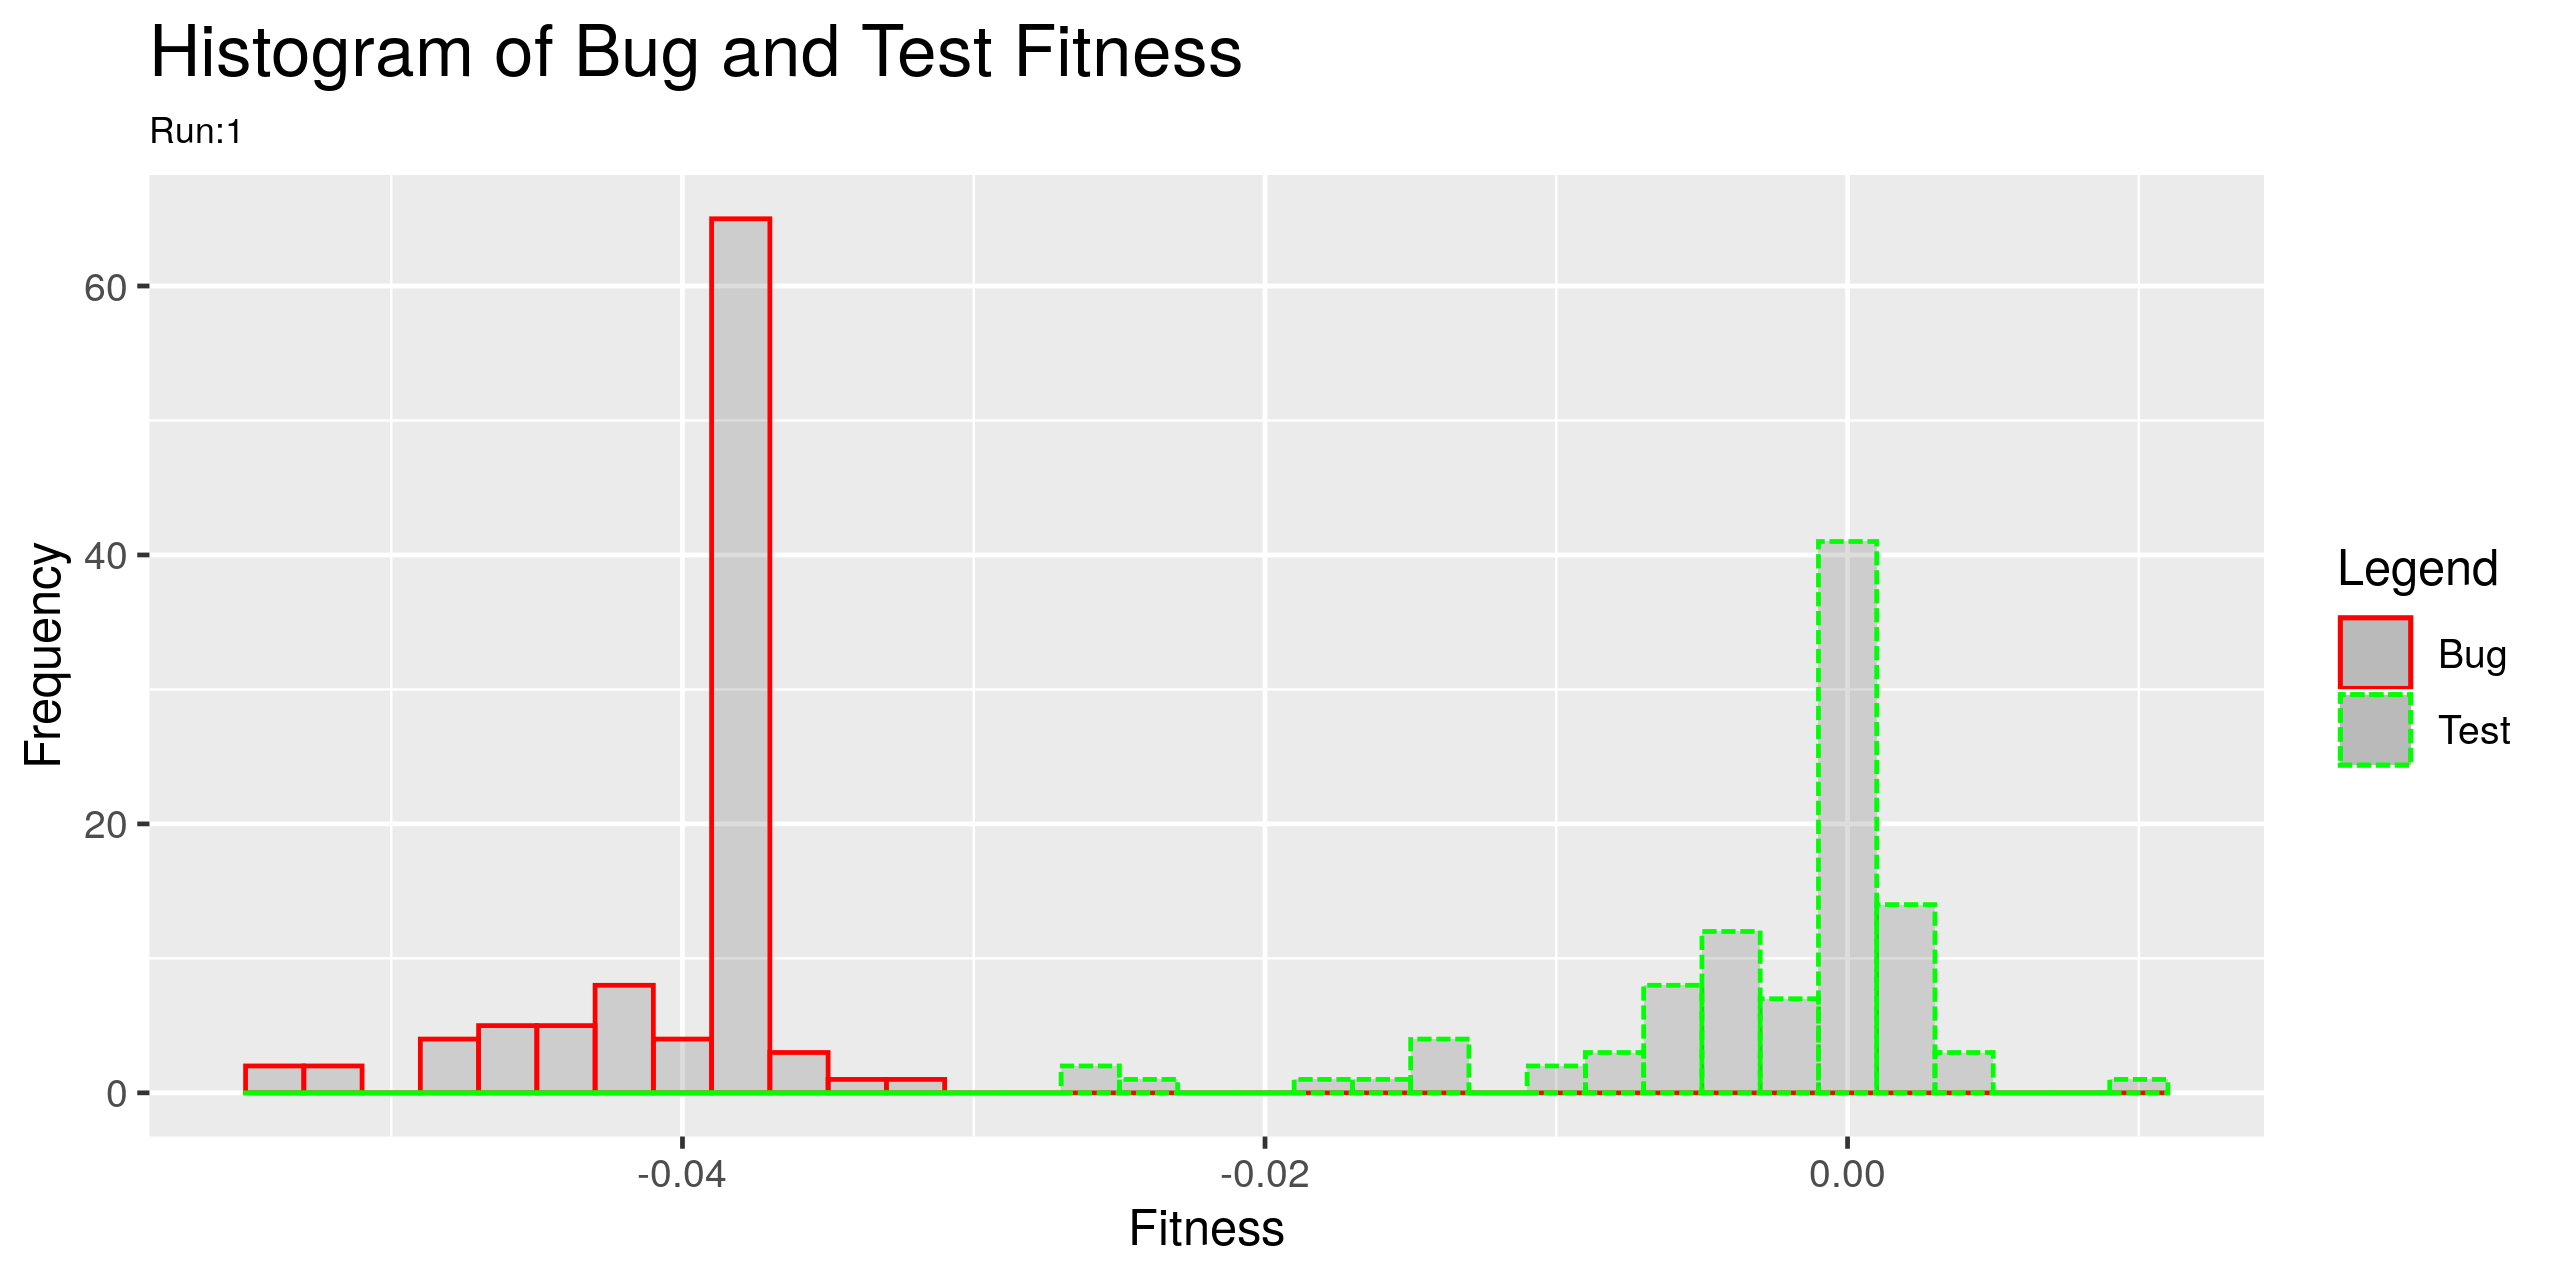 Histogram of Bug and Test Fitness
Run:1
Frequency
60
40
20
0
-0.04
-0.02
0.00
Fitness
Legend
Bug
Test